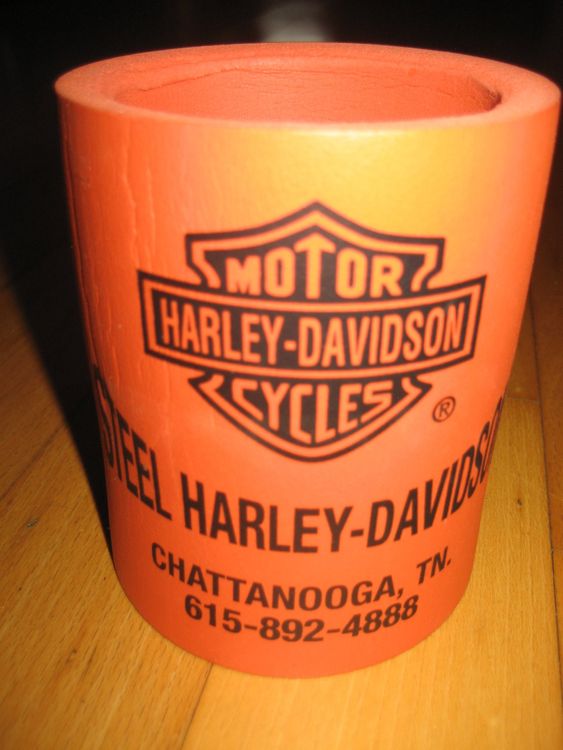 MOTOR
HARLEY-DAVIDSON
CYCLES
®
STEEL HARLEY-DAVIDSO
CHATTANOOGA, TN.
615-892-4888